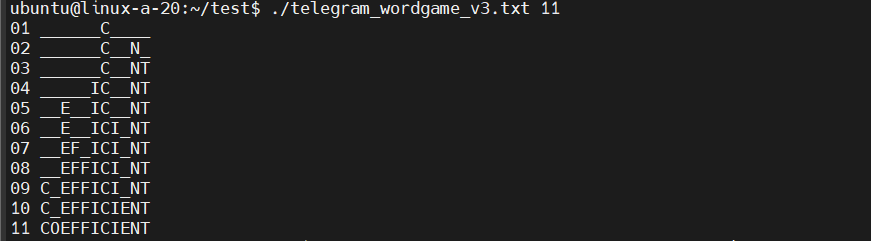 ubuntu@linux-a-20:~/test$ ./telegram_wordgame_v3.txt 11
01 ______C____
02 ______C__N_
03 ______C__NT
04 _____IC__NT
05 __E__IC__NT
06 __E__ICI_NT
07 __EF_ICI_NT
08 __EFFICI_NT
09 C_EFFICI_NT
10 C_EFFICIENT
11 COEFFICIENT